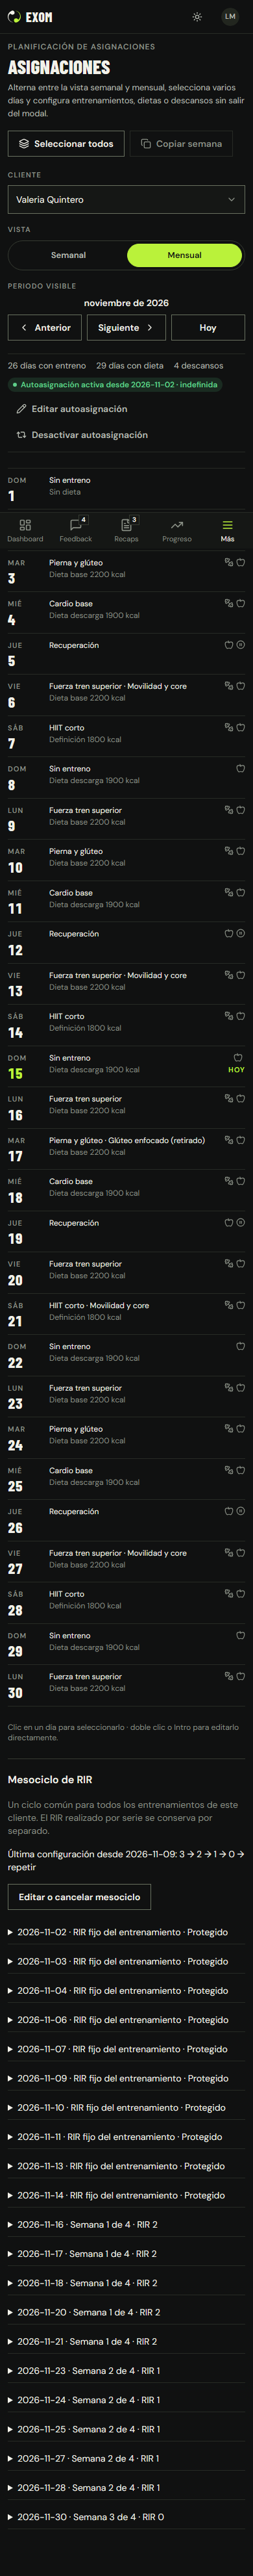 EXOM
LM
PLANIFICACIÓN DE ASIGNACIONES
ASIGNACIONES
Alterna entre la vista semanal y mensual, selecciona varios
días y configura entrenamientos, dietas o descansos sin salir
del modal.
Seleccionar todos
Copiar semana
CLIENTE
Valeria Quintero
VISTA
Semanal
Mensual
PERIODO VISIBLE
noviembre de 2026
Anterior
Siguiente
Hoy
26 días con entreno 29 días con dieta 4 descansos
Autoasignación activa desde 2026-11-02 · indefinida
Editar autoasignación
Desactivar autoasignación
DOM Sin entreno
1 Sin dieta
4
3
Dashboard Feedback Recaps Progreso Más
MAR Pierna y glúteo
3 Dieta base 2200 kcal
MIÉ Cardio base
4 Dieta descarga 1900 kcal
JUE Recuperación
5
VIE Fuerza tren superior · Movilidad y core
6 Dieta base 2200 kcal
SÁB HIIT corto
7 Definición 1800 kcal
DOM Sin entreno
8 Dieta descarga 1900 kcal
LUN Fuerza tren superior
9 Dieta base 2200 kcal
MAR Pierna y glúteo
10 Dieta base 2200 kcal
MIÉ Cardio base
11 Dieta descarga 1900 kcal
JUE Recuperación
12
VIE Fuerza tren superior · Movilidad y core
13 Dieta base 2200 kcal
SÁB HIIT corto
14 Definición 1800 kcal
DOM Sin entreno
15 Dieta descarga 1900 kcal HOY
LUN Fuerza tren superior
16 Dieta base 2200 kcal
MAR Pierna y glúteo · Glúteo enfocado (retirado)
17 Dieta base 2200 kcal
MIÉ Cardio base
18 Dieta descarga 1900 kcal
JUE Recuperación
19
VIE Fuerza tren superior
20 Dieta base 2200 kcal
SÁB HIIT corto · Movilidad y core
21 Definición 1800 kcal
DOM Sin entreno
22 Dieta descarga 1900 kcal
LUN Fuerza tren superior
23 Dieta base 2200 kcal
MAR Pierna y glúteo
24 Dieta base 2200 kcal
MIÉ Cardio base
25 Dieta descarga 1900 kcal
JUE Recuperación
26
VIE Fuerza tren superior · Movilidad y core
27 Dieta base 2200 kcal
SÁB HIIT corto
28 Definición 1800 kcal
DOM Sin entreno
29 Dieta descarga 1900 kcal
LUN Fuerza tren superior
30 Dieta base 2200 kcal
Clic en un día para seleccionarlo · doble clic o Intro para editarlo
directamente.
Mesociclo de RIR
Un ciclo común para todos los entrenamientos de este
cliente. El RIR realizado por serie se conserva por
separado.
Última configuración desde 2026-11-09: 3 → 2 → 1 → 0 →
repetir
Editar o cancelar mesociclo
▶ 2026-11-02 · RIR fijo del entrenamiento · Protegido
▶ 2026-11-03 · RIR fijo del entrenamiento · Protegido
▶ 2026-11-04 · RIR fijo del entrenamiento · Protegido
▶ 2026-11-06 · RIR fijo del entrenamiento · Protegido
▶ 2026-11-07 · RIR fijo del entrenamiento · Protegido
▶ 2026-11-09 · RIR fijo del entrenamiento · Protegido
▶ 2026-11-10 · RIR fijo del entrenamiento · Protegido
▶ 2026-11-11 · RIR fijo del entrenamiento · Protegido
▶ 2026-11-13 · RIR fijo del entrenamiento · Protegido
▶ 2026-11-14 · RIR fijo del entrenamiento · Protegido
▶ 2026-11-16 · Semana 1 de 4 · RIR 2
▶ 2026-11-17 · Semana 1 de 4 · RIR 2
▶ 2026-11-18 · Semana 1 de 4 · RIR 2
▶ 2026-11-20 · Semana 1 de 4 · RIR 2
▶ 2026-11-21 · Semana 1 de 4 · RIR 2
▶ 2026-11-23 · Semana 2 de 4 · RIR 1
▶ 2026-11-24 · Semana 2 de 4 · RIR 1
▶ 2026-11-25 · Semana 2 de 4 · RIR 1
▶ 2026-11-27 · Semana 2 de 4 · RIR 1
▶ 2026-11-28 · Semana 2 de 4 · RIR 1
▶ 2026-11-30 · Semana 3 de 4 · RIR 0